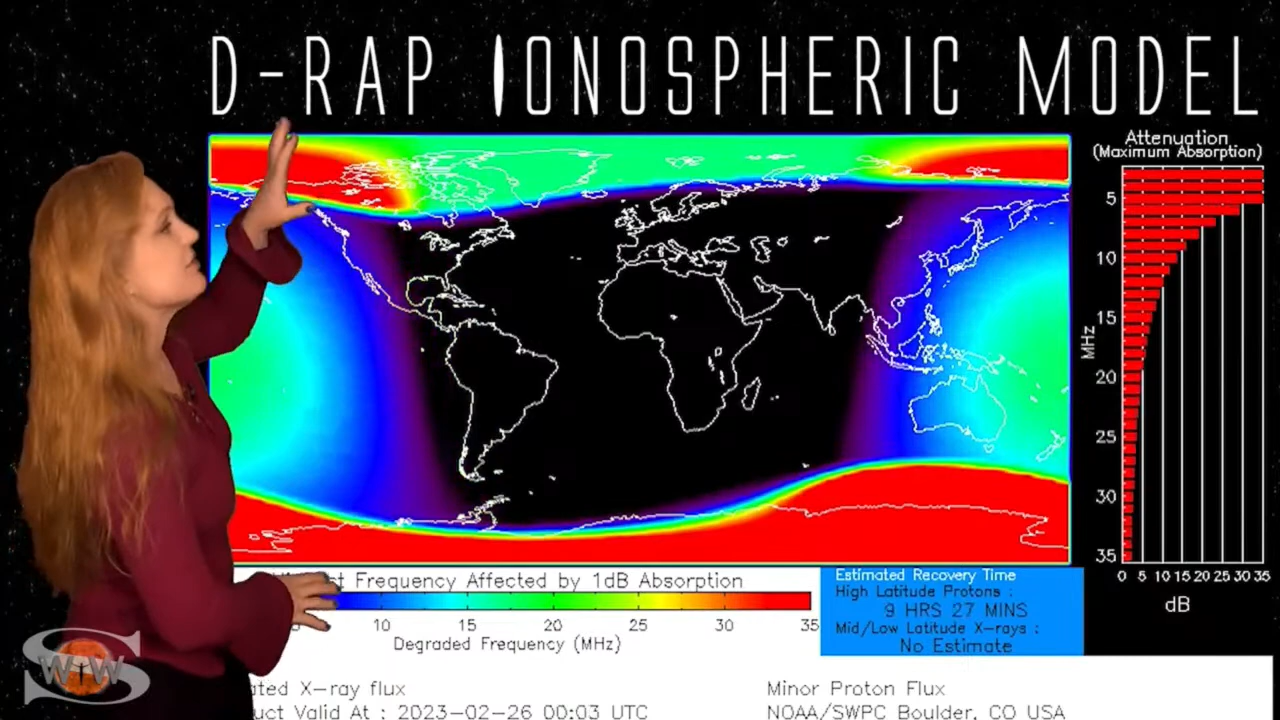 D-RAP IONOSPHERIC MODEL
Attenuation
(Maximum Absorption)
5
10
15
20
25
30
35
MHz
0 5 10 15 20 25 30 35
dB
Frequency Affected by 1dB Absorption
10 15 20 25 30 35
Degraded Frequency (MHz)
Estimated Recovery Time
High Latitude Protons :
9 HRS 27 MINS
Mid/Low Latitude X-rays :
No Estimate
X-ray flux
Valid At : 2023-02-26 00:03 UTC
Minor Proton Flux
NOAA/SWPC Boulder, CO USA
S
WTW